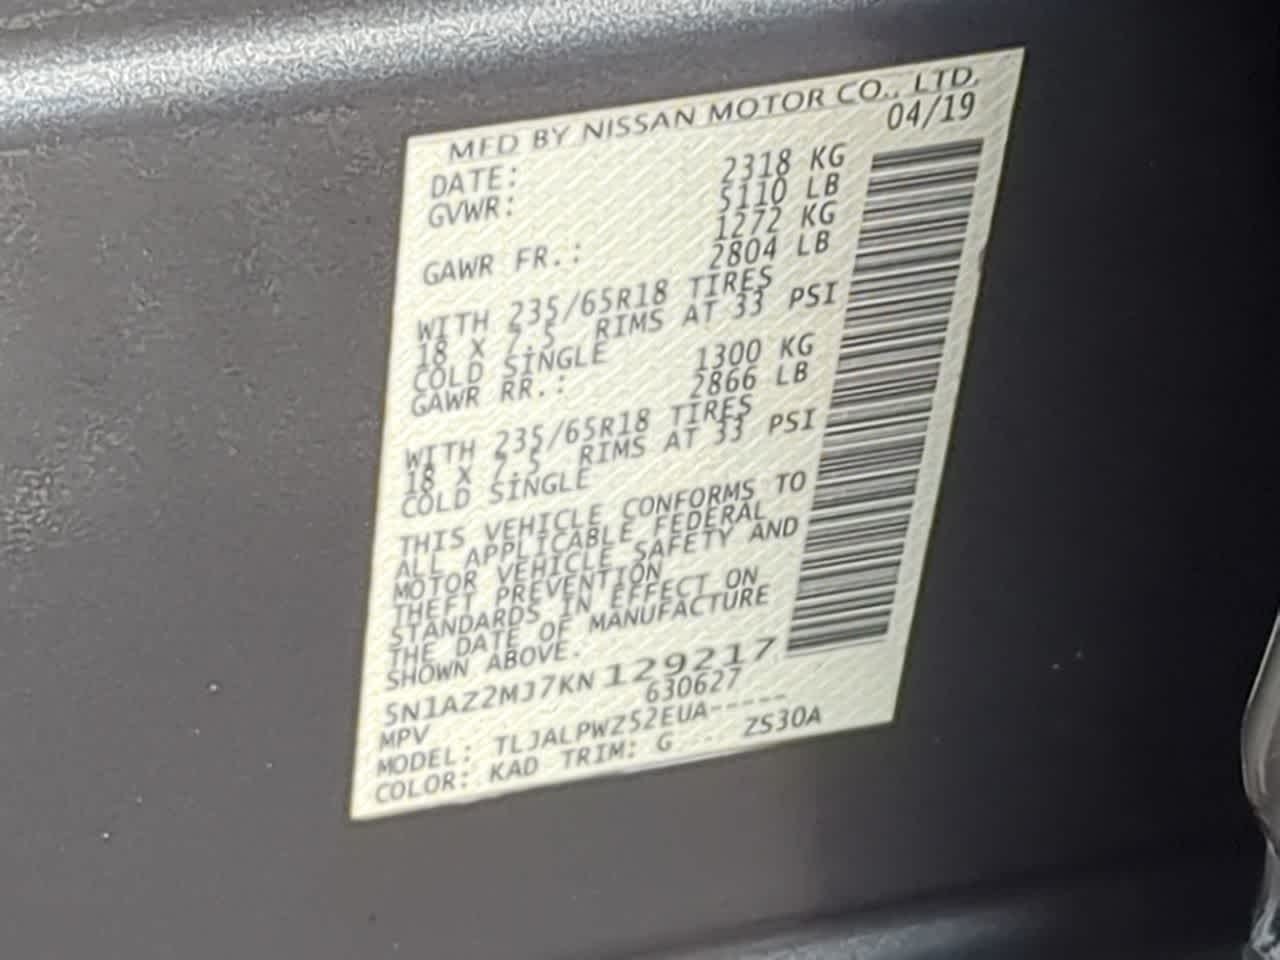 MFD BY NISSAN MOTOR CO., LTD.
DATE: 04/19
GVWR: 2318 KG
5110 LB
GAWR FR.: 1272 KG
2804 LB
WITH 235/65R18 TIRES
18 X 7.5 RIMS AT 33 PSI
COLD SINGLE
GAWR RR.: 1300 KG
2866 LB
WITH 235/65R18 TIRES
18 X 7.5 RIMS AT 33 PSI
COLD SINGLE
THIS VEHICLE CONFORMS TO
ALL APPLICABLE FEDERAL
MOTOR VEHICLE SAFETY AND
THEFT PREVENTION
STANDARDS IN EFFECT ON
THE DATE OF MANUFACTURE
SHOWN ABOVE.
5N1AZ2MJ7KN129217
MPV 630627
MODEL: TLJALPWZ52EUA-----
COLOR: KAD TRIM: G ZS30A